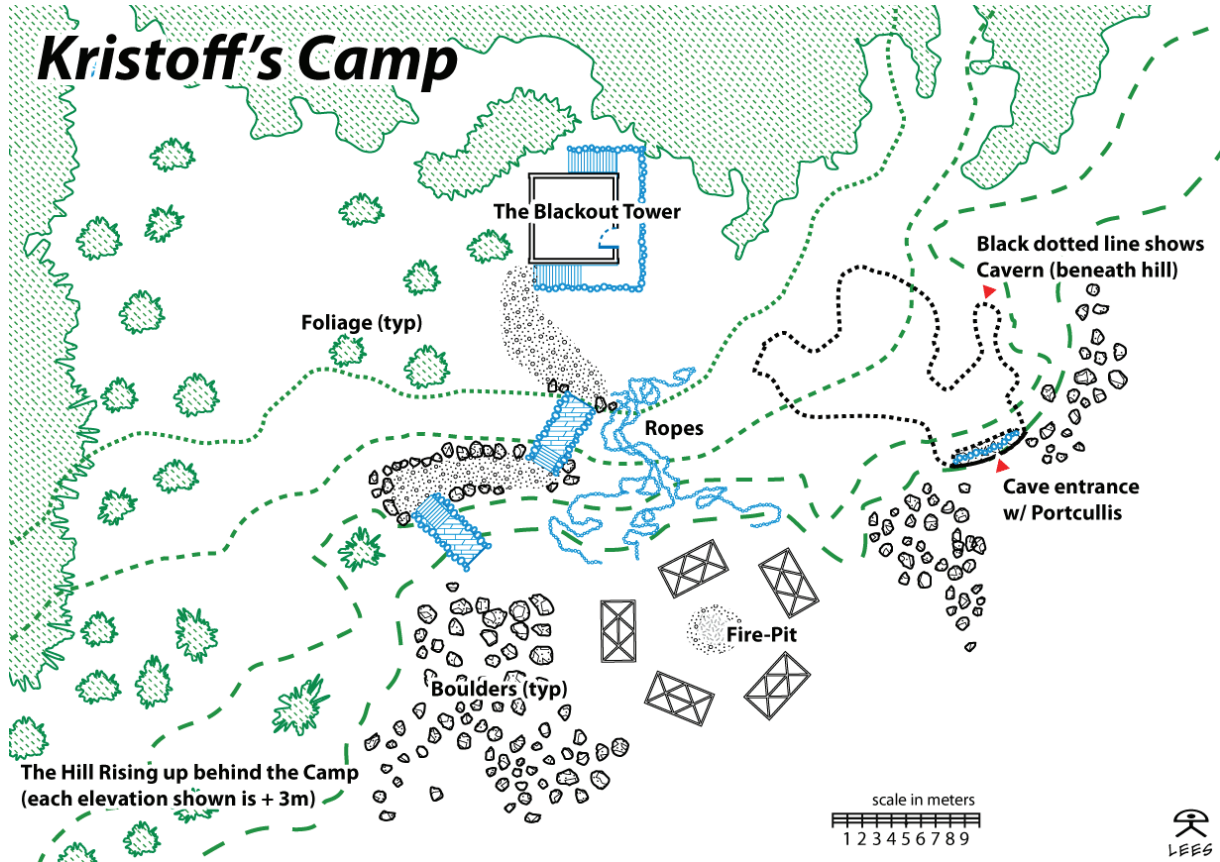 Kristoff's Camp
The Blackout Tower
Black dotted line shows
Cavern (beneath hill)
Foliage (typ)
Ropes
Cave entrance
w/ Portcullis
Fire-Pit
Boulders (typ)
The Hill Rising up behind the Camp
(each elevation shown is + 3m)
scale in meters
1 2 3 4 5 6 7 8 9
LEES